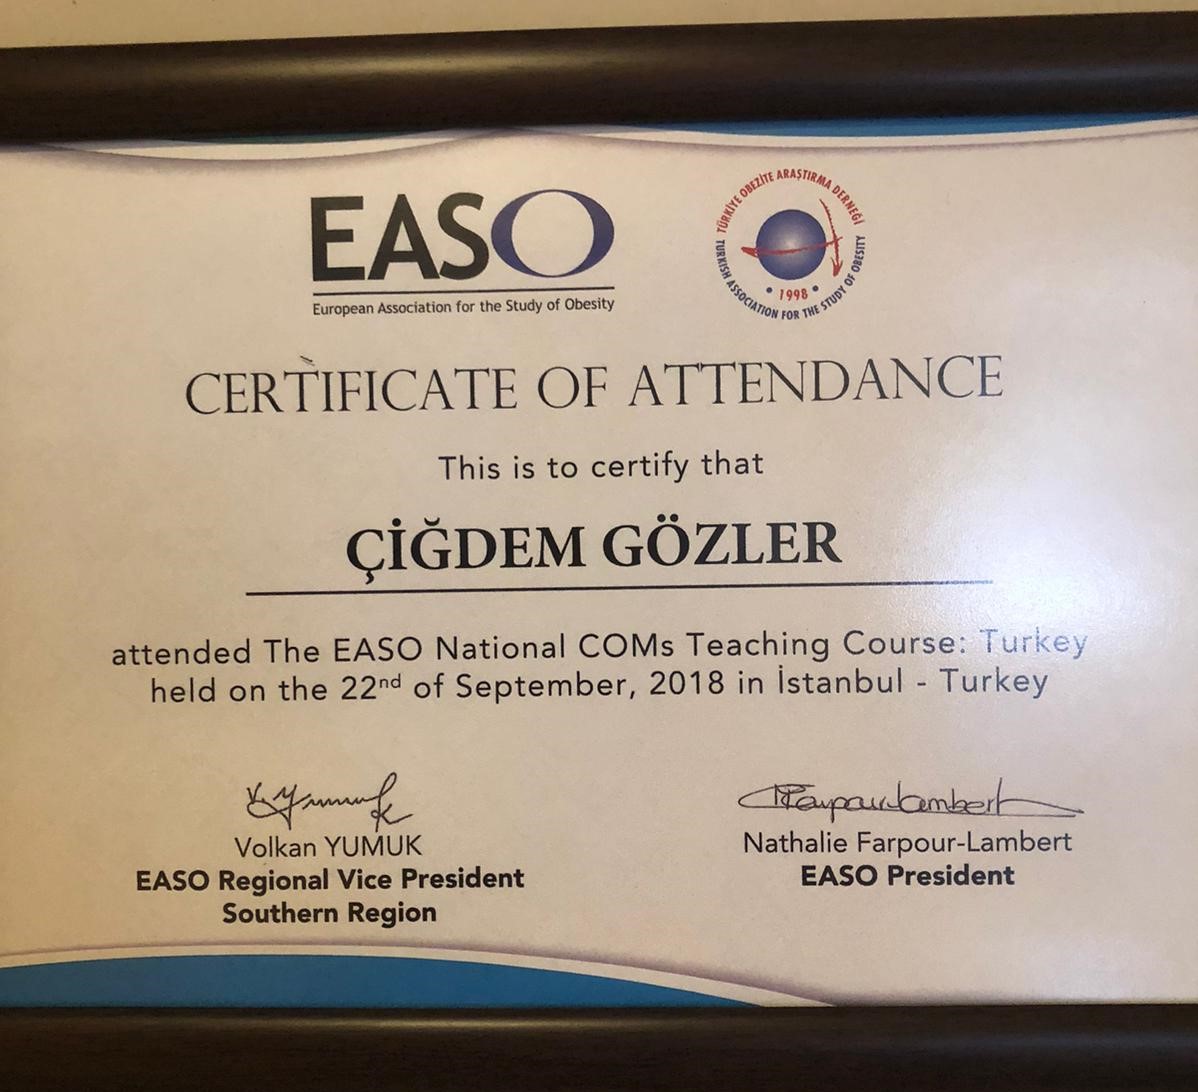 EASO
European Association for the Study of Obesity
TÜRKİYE OBEZİTE ARAŞTIRMA DERNEĞİ
TURKISH ASSOCIATION FOR THE STUDY OF OBESITY
• 1998 •
CERTIFICATE OF ATTENDANCE
This is to certify that
ÇİĞDEM GÖZLER
attended The EASO National COMs Teaching Course: Turkey
held on the 22nd of September, 2018 in İstanbul - Turkey
Volkan YUMUK
EASO Regional Vice President
Southern Region
Nathalie Farpour-Lambert
EASO President